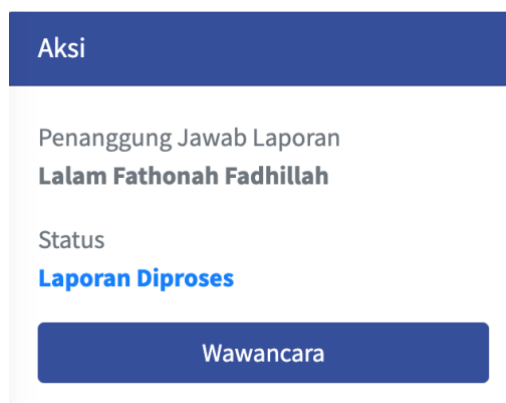 Aksi
Penanggung Jawab Laporan
Lalam Fathonah Fadhillah
Status
Laporan Diproses
Wawancara